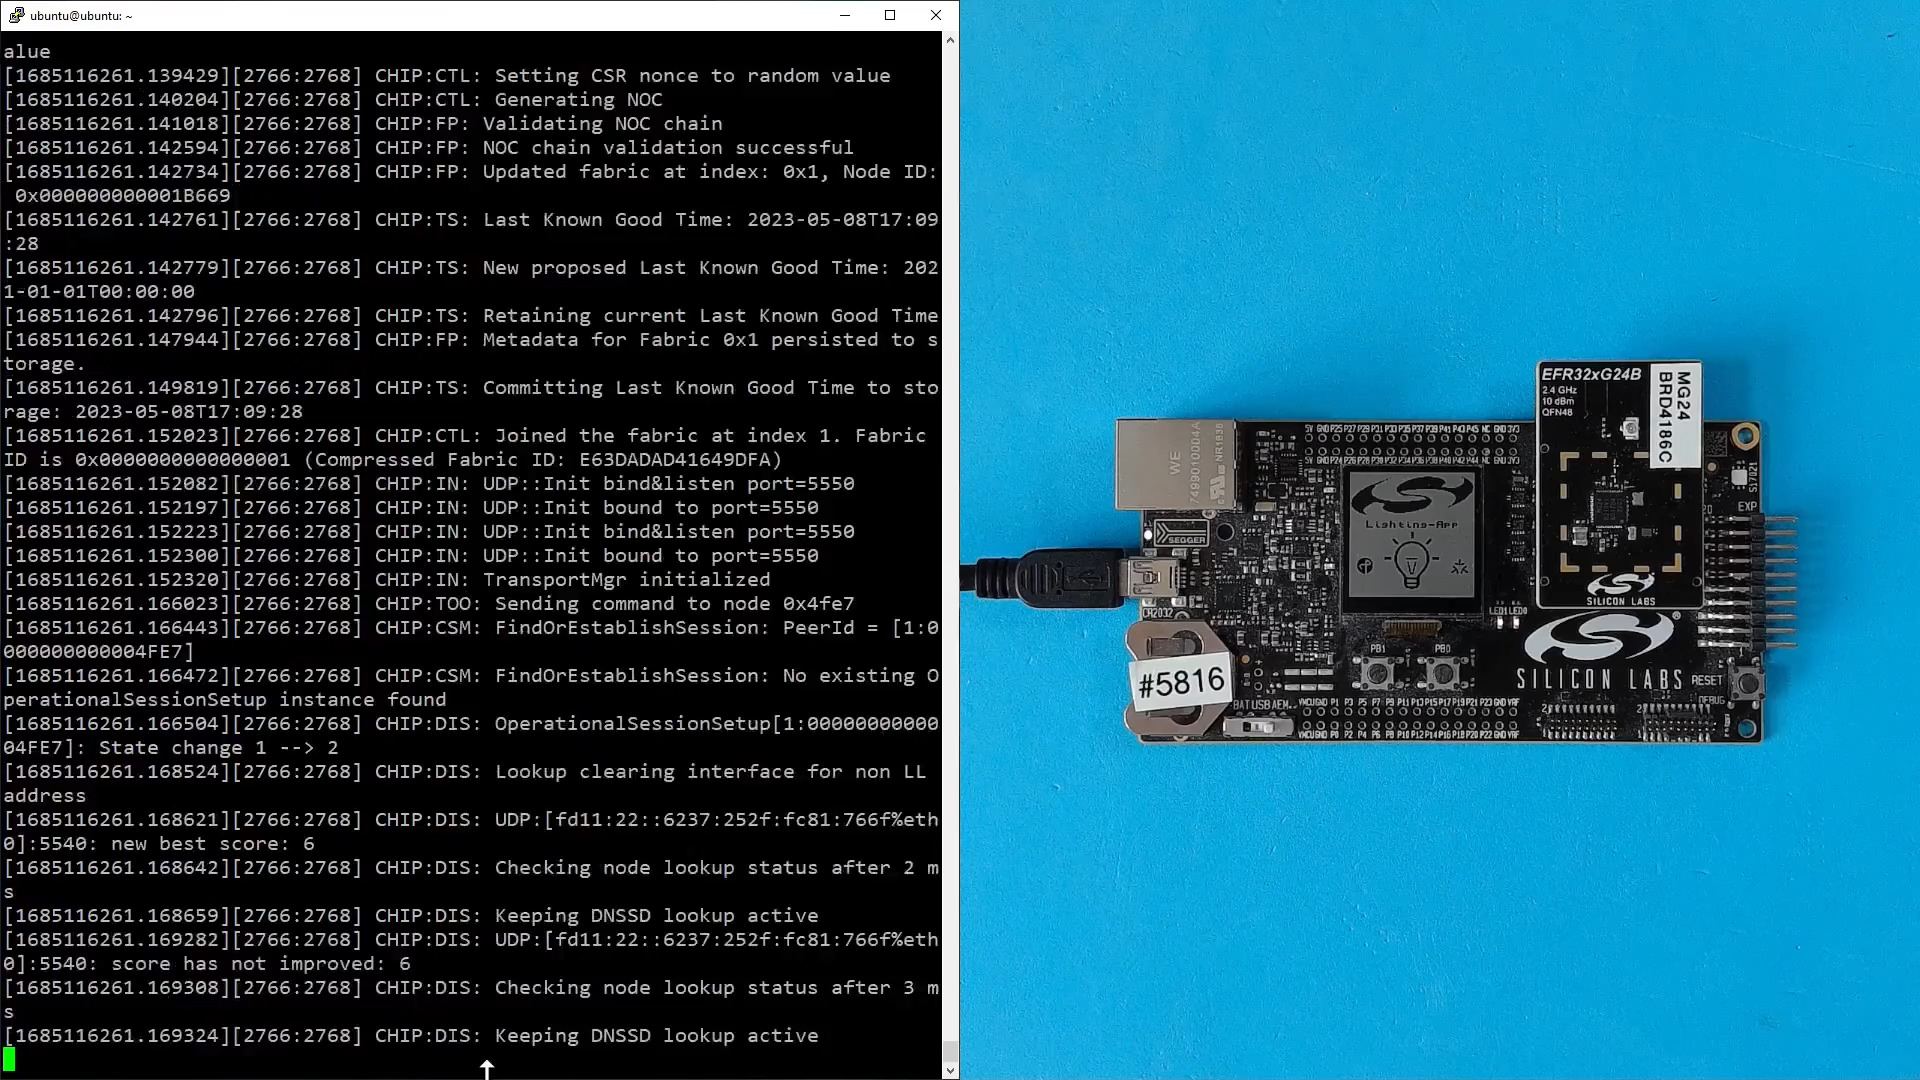 ubuntu@ubuntu: ~
alue
[1685116261.139429][2766:2768] CHIP:CTL: Setting CSR nonce to random value
[1685116261.140204][2766:2768] CHIP:CTL: Generating NOC
[1685116261.141018][2766:2768] CHIP:FP: Validating NOC chain
[1685116261.142594][2766:2768] CHIP:FP: NOC chain validation successful
[1685116261.142734][2766:2768] CHIP:FP: Updated fabric at index: 0x1, Node ID:
0x000000000001B669
[1685116261.142761][2766:2768] CHIP:TS: Last Known Good Time: 2023-05-08T17:09
:28
[1685116261.142779][2766:2768] CHIP:TS: New proposed Last Known Good Time: 202
1-01-01T00:00:00
[1685116261.142796][2766:2768] CHIP:TS: Retaining current Last Known Good Time
[1685116261.147944][2766:2768] CHIP:FP: Metadata for Fabric 0x1 persisted to s
torage.
[1685116261.149819][2766:2768] CHIP:TS: Committing Last Known Good Time to sto
rage: 2023-05-08T17:09:28
[1685116261.152023][2766:2768] CHIP:CTL: Joined the fabric at index 1. Fabric
ID is 0x0000000000000001 (Compressed Fabric ID: E63DADAD41649DFA)
[1685116261.152082][2766:2768] CHIP:IN: UDP::Init bind&listen port=5550
[1685116261.152197][2766:2768] CHIP:IN: UDP::Init bound to port=5550
[1685116261.152223][2766:2768] CHIP:IN: UDP::Init bind&listen port=5550
[1685116261.152300][2766:2768] CHIP:IN: UDP::Init bound to port=5550
[1685116261.152320][2766:2768] CHIP:IN: TransportMgr initialized
[1685116261.166023][2766:2768] CHIP:TOO: Sending command to node 0x4fe7
[1685116261.166443][2766:2768] CHIP:CSM: FindOrEstablishSession: PeerId = [1:0
000000000004FE7]
[1685116261.166472][2766:2768] CHIP:CSM: FindOrEstablishSession: No existing O
perationalSessionSetup instance found
[1685116261.166504][2766:2768] CHIP:DIS: OperationalSessionSetup[1:00000000000
04FE7]: State change 1 --> 2
[1685116261.168524][2766:2768] CHIP:DIS: Lookup clearing interface for non LL
address
[1685116261.168621][2766:2768] CHIP:DIS: UDP:[fd11:22::6237:252f:fc81:766f%eth
0]:5540: new best score: 6
[1685116261.168642][2766:2768] CHIP:DIS: Checking node lookup status after 2 m
s
[1685116261.168659][2766:2768] CHIP:DIS: Keeping DNSSD lookup active
[1685116261.169282][2766:2768] CHIP:DIS: UDP:[fd11:22::6237:252f:fc81:766f%eth
0]:5540: score has not improved: 6
[1685116261.169308][2766:2768] CHIP:DIS: Checking node lookup status after 3 m
s
[1685116261.169324][2766:2768] CHIP:DIS: Keeping DNSSD lookup active
EFR32xG24B
2.4 GHz
10 dBm
QFN48
MG24
BRD4186C
SILICON LABS
WE
SEGGER
Lighting-App
EXP
CR2032
LED1 LED0
PB1
PB0
#5816
SILICON LABS
®
RESET
DEBUG
BAT USB AEM